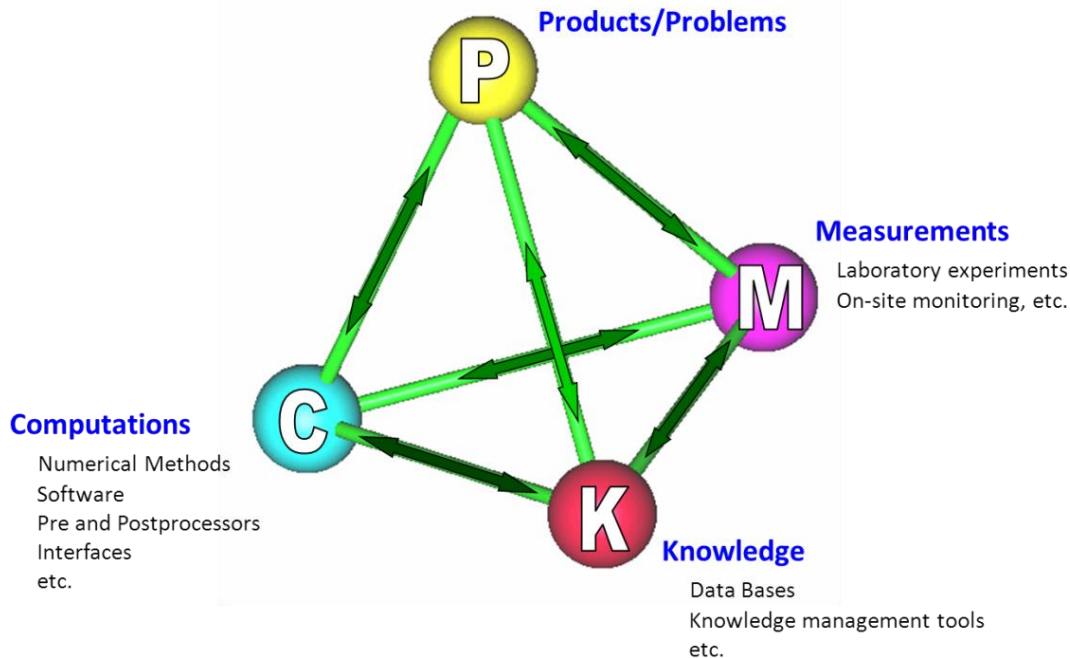 Products/Problems
P
Measurements
Laboratory experiments
On-site monitoring, etc.
M
C
Computations
Numerical Methods
Software
Pre and Postprocessors
Interfaces
etc.
K
Knowledge
Data Bases
Knowledge management tools
etc.